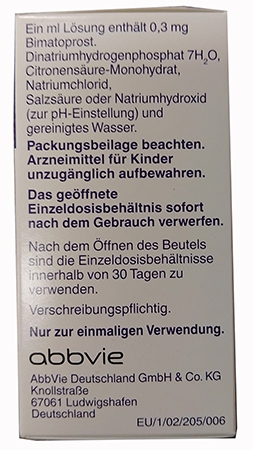 Ein ml Lösung enthält 0,3 mg
Bimatoprost.
Dinatriumhydrogenphosphat 7H₂O,
Citronensäure-Monohydrat,
Natriumchlorid,
Salzsäure oder Natriumhydroxid
(zur pH-Einstellung) und
gereinigtes Wasser.
Packungsbeilage beachten.
Arzneimittel für Kinder
unzugänglich aufbewahren.
Das geöffnete
Einzeldosisbehältnis sofort
nach dem Gebrauch verwerfen.
Nach dem Öffnen des Beutels
sind die Einzeldosisbehältnisse
innerhalb von 30 Tagen zu
verwenden.
Verschreibungspflichtig.
Nur zur einmaligen Verwendung.
abbvie
AbbVie Deutschland GmbH & Co. KG
Knollstraße
67061 Ludwigshafen
Deutschland
EU/1/02/205/006